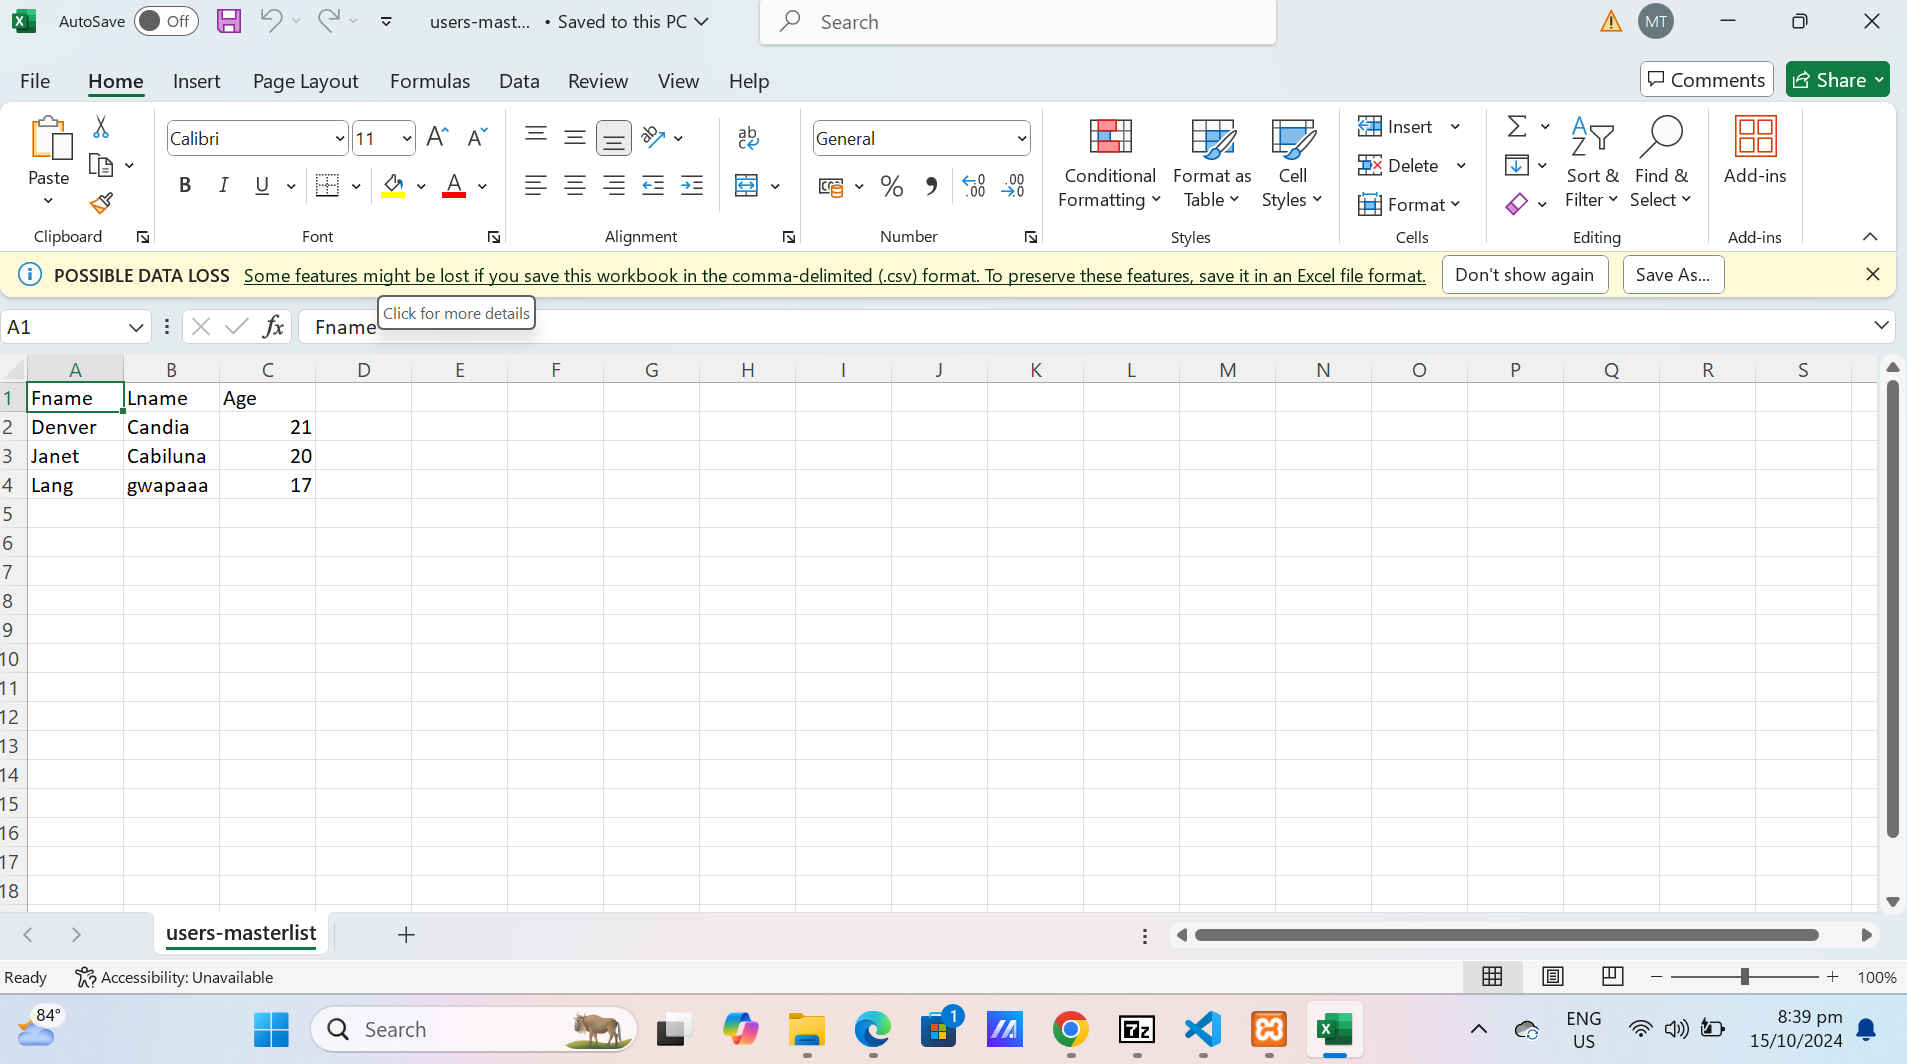 AutoSave Off users-mast... • Saved to this PC Search MT
File Home Insert Page Layout Formulas Data Review View Help Comments Share
Paste
Clipboard
Calibri 11
B I U A
Font
ab
c
Alignment
General
% .00 .00
Number
Conditional Formatting
Format as Table
Cell Styles
Styles
Insert
Delete
Format
Cells
Sort & Filter
Find & Select
Editing
Add-ins
Add-ins
POSSIBLE DATA LOSS Some features might be lost if you save this workbook in the comma-delimited (.csv) format. To preserve these features, save it in an Excel file format. Don't show again Save As...
Click for more details
A1 fx Fname
A B C D E F G H I J K L M N O P Q R S
1 Fname Lname Age
2 Denver Candia 21
3 Janet Cabiluna 20
4 Lang gwapaaa 17
5
6
7
8
9
10
11
12
13
14
15
16
17
18
users-masterlist
Ready Accessibility: Unavailable 100%
84° Search 1 7z ENG US 8:39 pm
15/10/2024